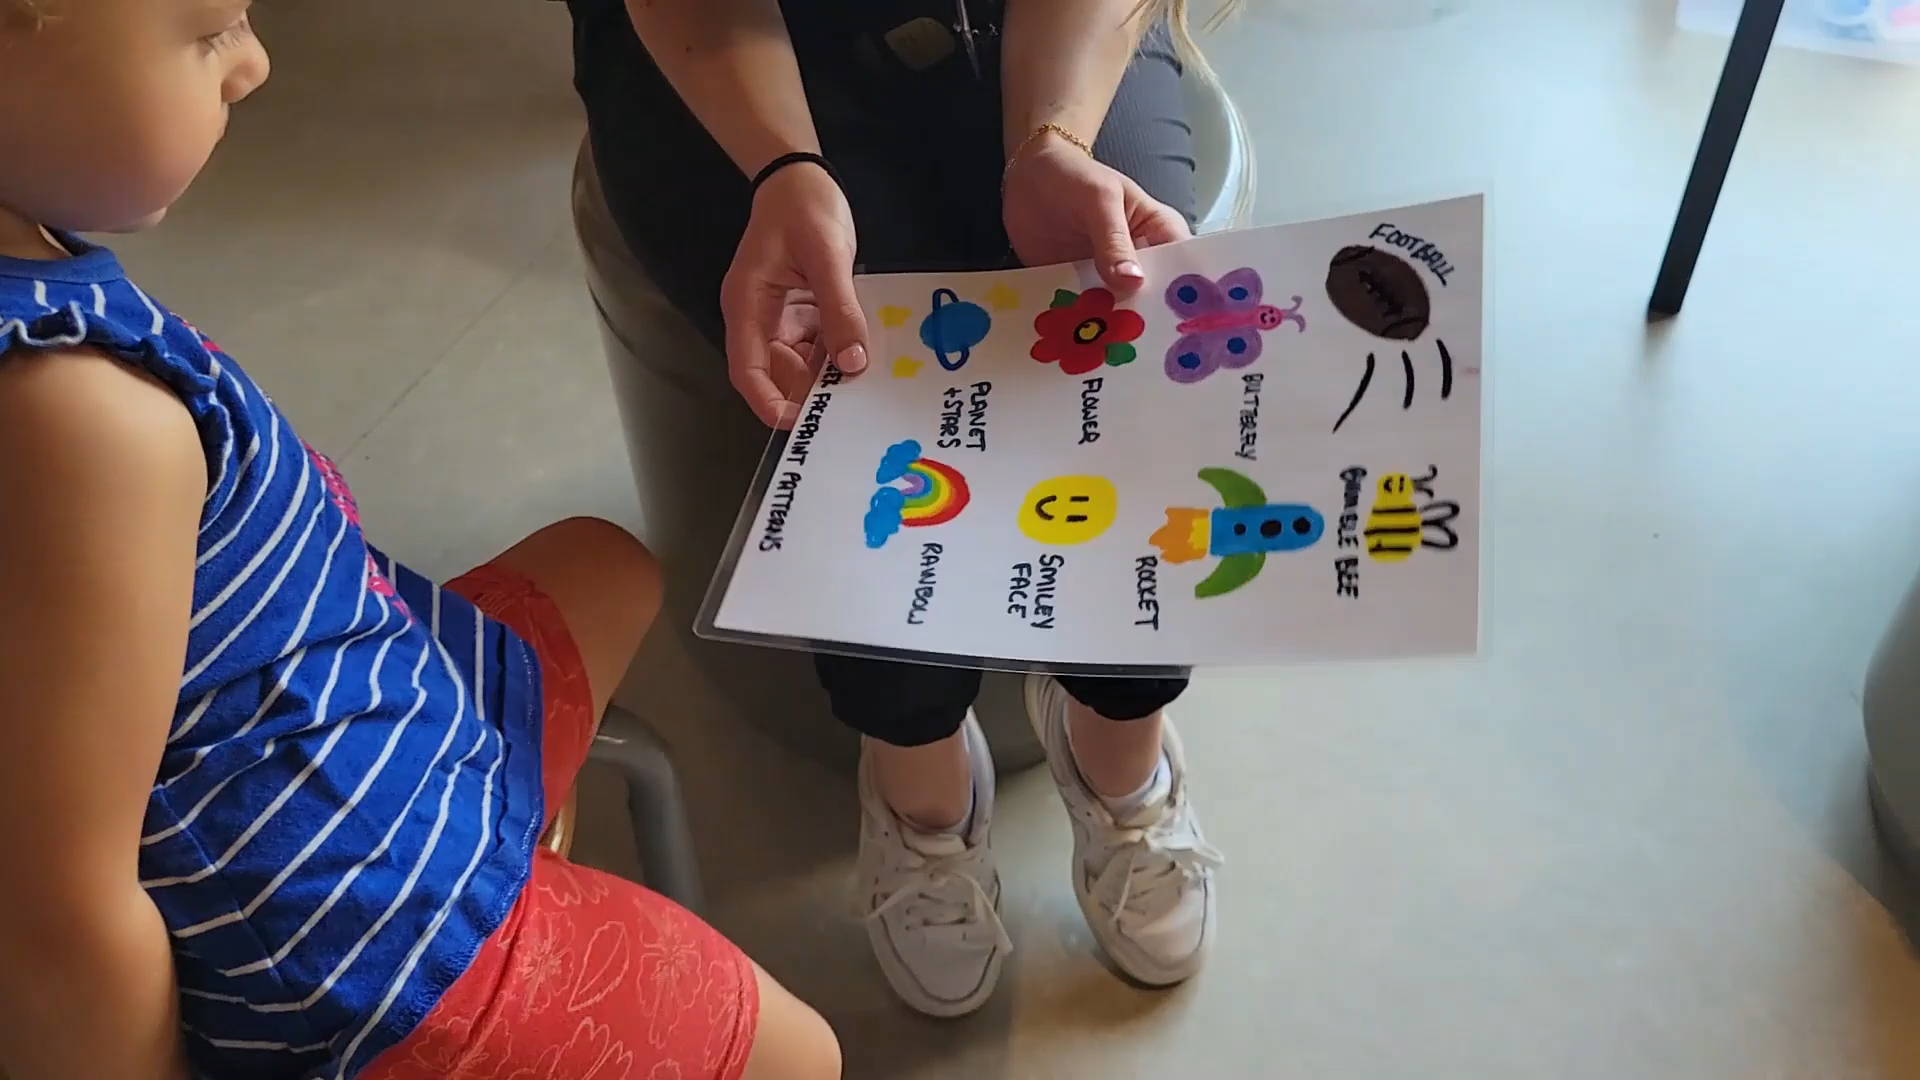 FACEPAINT PATTERNS
PLANET
+ STARS
RAINBOW
FLOWER
SMILEY
FACE
BUTTERFLY
ROCKET
FOOTBALL
BUMBLE BEE